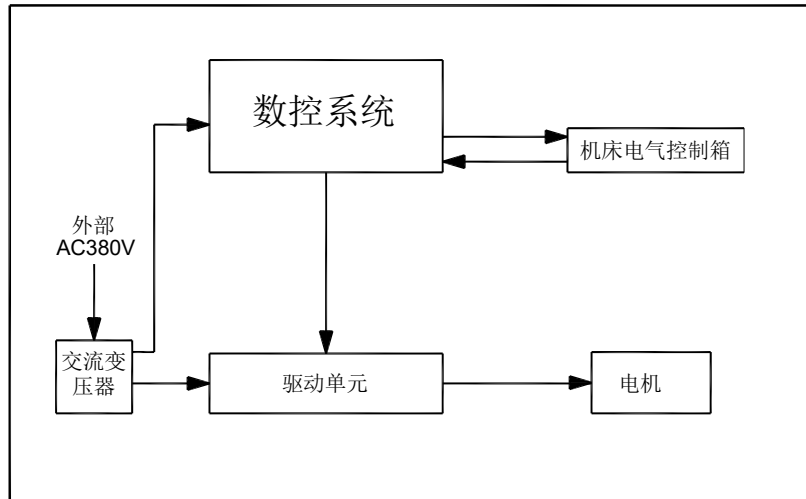 数控系统
机床电气控制箱
外部
AC380V
交流变
压器
驱动单元
电机